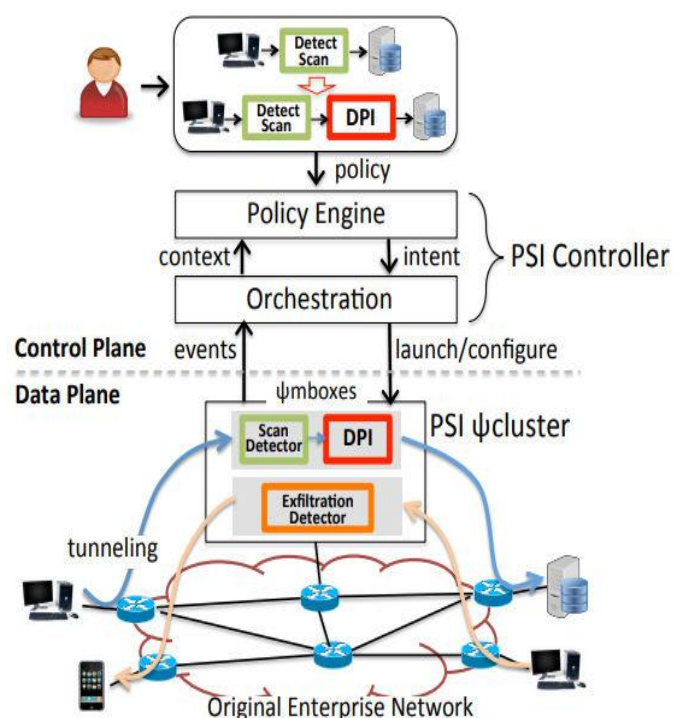 Detect
Scan
Detect
Scan
DPI
policy
Policy Engine
context
intent
PSI Controller
Orchestration
Control Plane
events
launch/configure
Data Plane
ψmboxes
Scan
Detector
DPI
PSI ψcluster
Exfiltration
Detector
tunneling
Original Enterprise Network